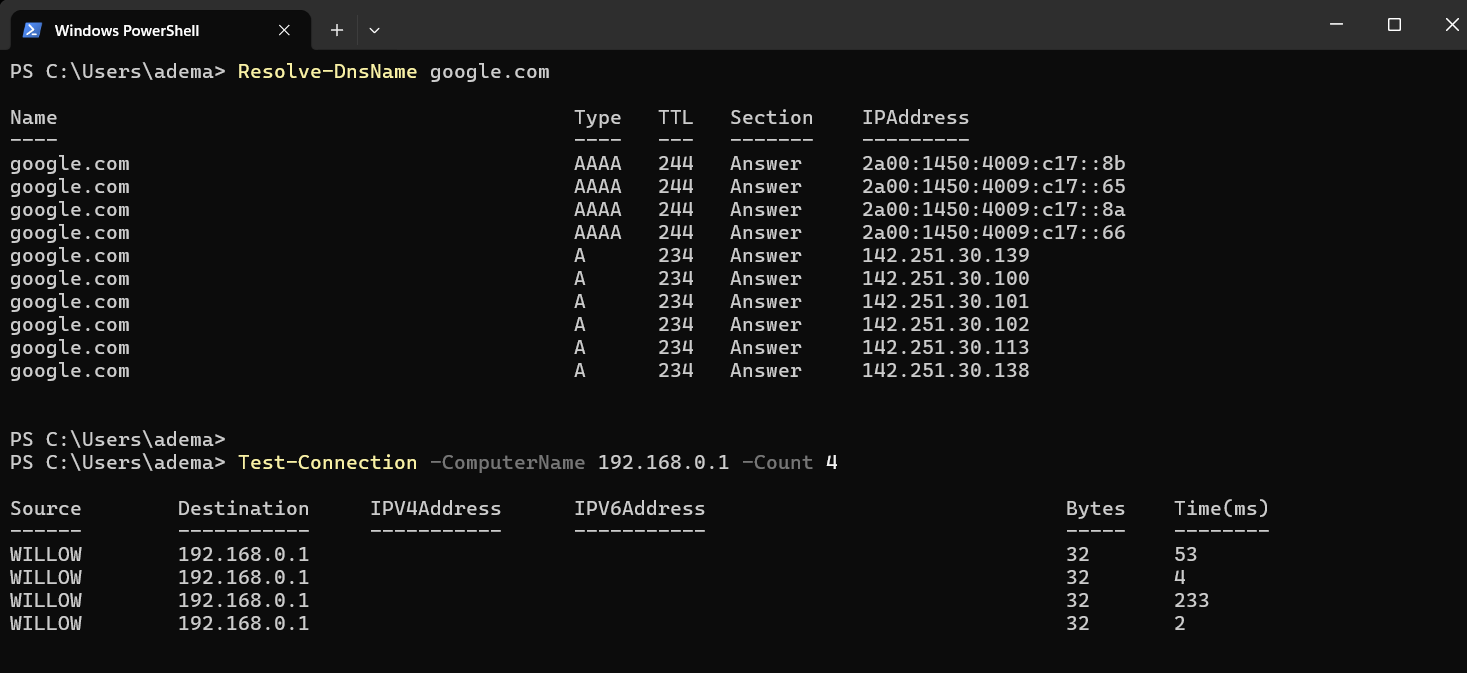 Windows PowerShell
PS C:\Users\adema> Resolve-DnsName google.com
Name Type TTL Section IPAddress
---- ---- --- ------- ---------
google.com AAAA 244 Answer 2a00:1450:4009:c17::8b
google.com AAAA 244 Answer 2a00:1450:4009:c17::65
google.com AAAA 244 Answer 2a00:1450:4009:c17::8a
google.com AAAA 244 Answer 2a00:1450:4009:c17::66
google.com A 234 Answer 142.251.30.139
google.com A 234 Answer 142.251.30.100
google.com A 234 Answer 142.251.30.101
google.com A 234 Answer 142.251.30.102
google.com A 234 Answer 142.251.30.113
google.com A 234 Answer 142.251.30.138
PS C:\Users\adema>
PS C:\Users\adema> Test-Connection -ComputerName 192.168.0.1 -Count 4
Source Destination IPV4Address IPV6Address Bytes Time(ms)
------ ----------- ----------- ----------- ----- --------
WILLOW 192.168.0.1 32 53
WILLOW 192.168.0.1 32 4
WILLOW 192.168.0.1 32 233
WILLOW 192.168.0.1 32 2